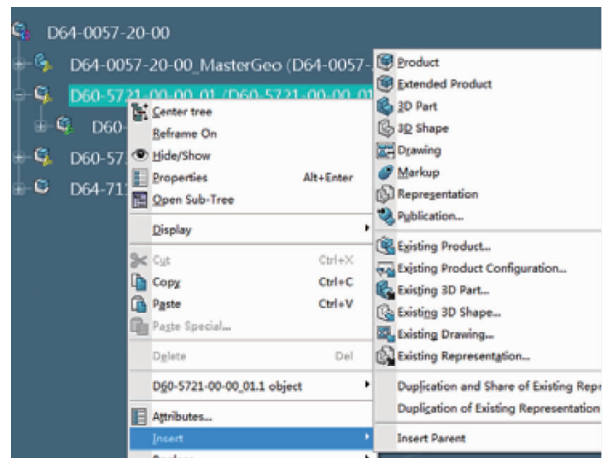 D64-0057-20-00
D64-0057-20-00_MasterGeo (D64-0057-
D60-5721-00-00_01 (D60-5721-00-00_01
D60-
D60-57
D64-71
Center tree
Reframe On
Hide/Show
Properties Alt+Enter
Open Sub-Tree
Display
Cut Ctrl+X
Copy Ctrl+C
Paste Ctrl+V
Paste Special...
Delete Del
D60-5721-00-00_01.1 object
Attributes...
Insert
Product
Extended Product
3D Part
3D Shape
Drawing
Markup
Representation
Publication...
Existing Product...
Existing Product Configuration...
Existing 3D Part...
Existing 3D Shape...
Existing Drawing...
Existing Representation...
Duplication and Share of Existing Repr
Duplication of Existing Representation
Insert Parent